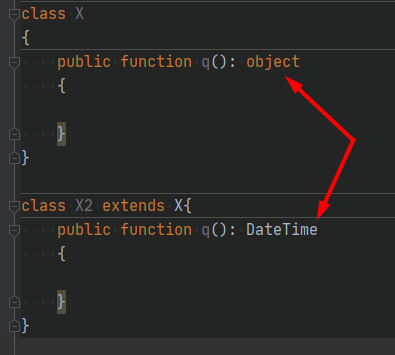 class X
{
public function q(): object
{
}
}
class X2 extends X{
public function q(): DateTime
{
}
}